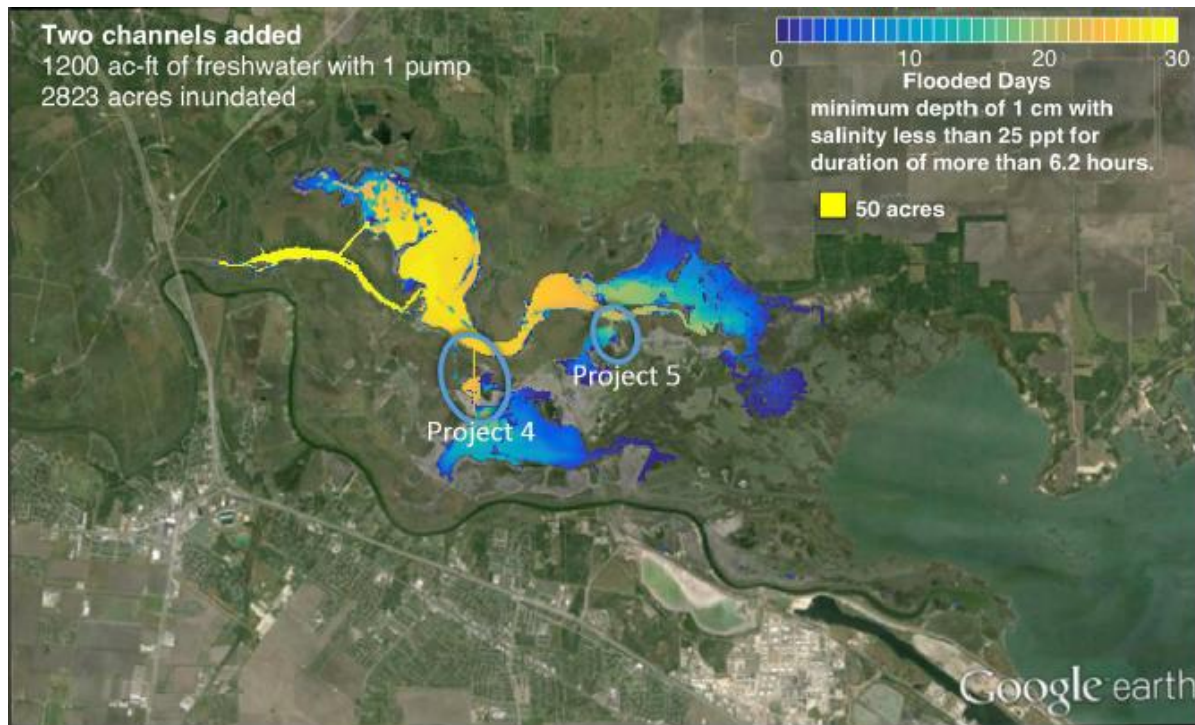 Two channels added
1200 ac-ft of freshwater with 1 pump
2823 acres inundated
0 10 20 30
Flooded Days
minimum depth of 1 cm with
salinity less than 25 ppt for
duration of more than 6.2 hours.
50 acres
Project 5
Project 4
Google earth